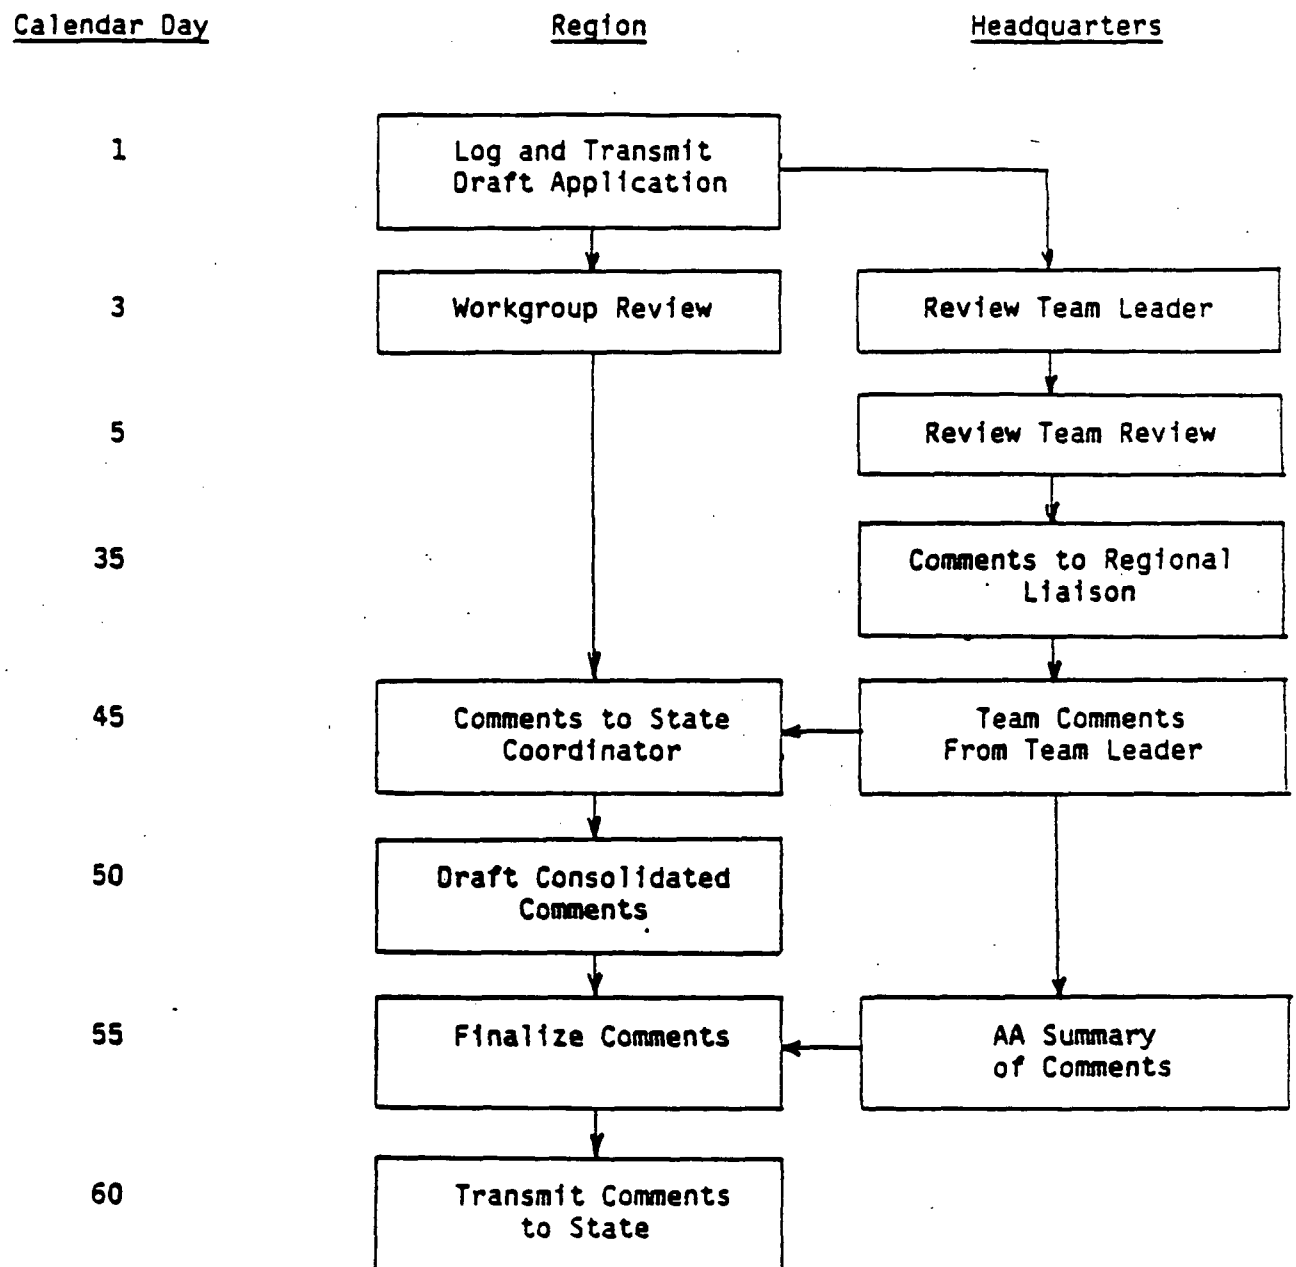 Calendar Day Region Headquarters
1 Log and Transmit
Draft Application
3 Workgroup Review Review Team Leader
5 Review Team Review
35 Comments to Regional
Liaison
45 Comments to State Team Comments
Coordinator From Team Leader
50 Draft Consolidated
Comments
55 Finalize Comments AA Summary
of Comments
60 Transmit Comments
to State